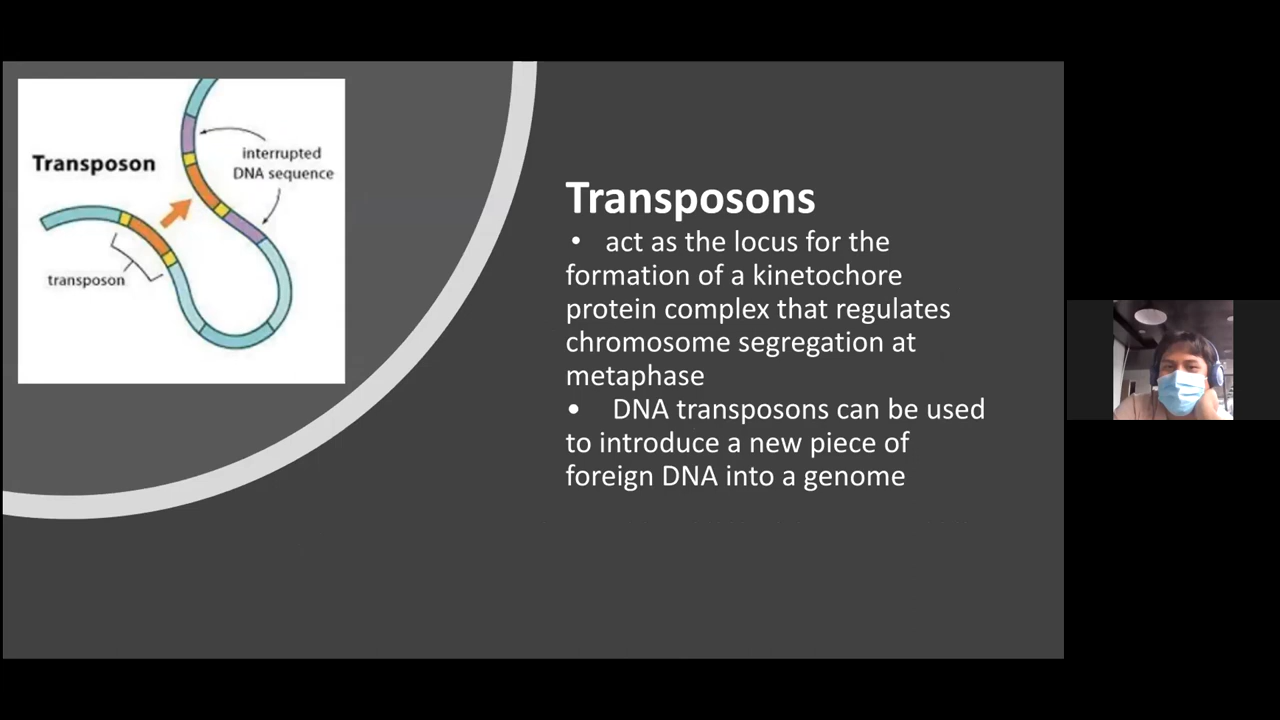 Transposon
interrupted
DNA sequence
transposon
Transposons
• act as the locus for the
formation of a kinetochore
protein complex that regulates
chromosome segregation at
metaphase
• DNA transposons can be used
to introduce a new piece of
foreign DNA into a genome